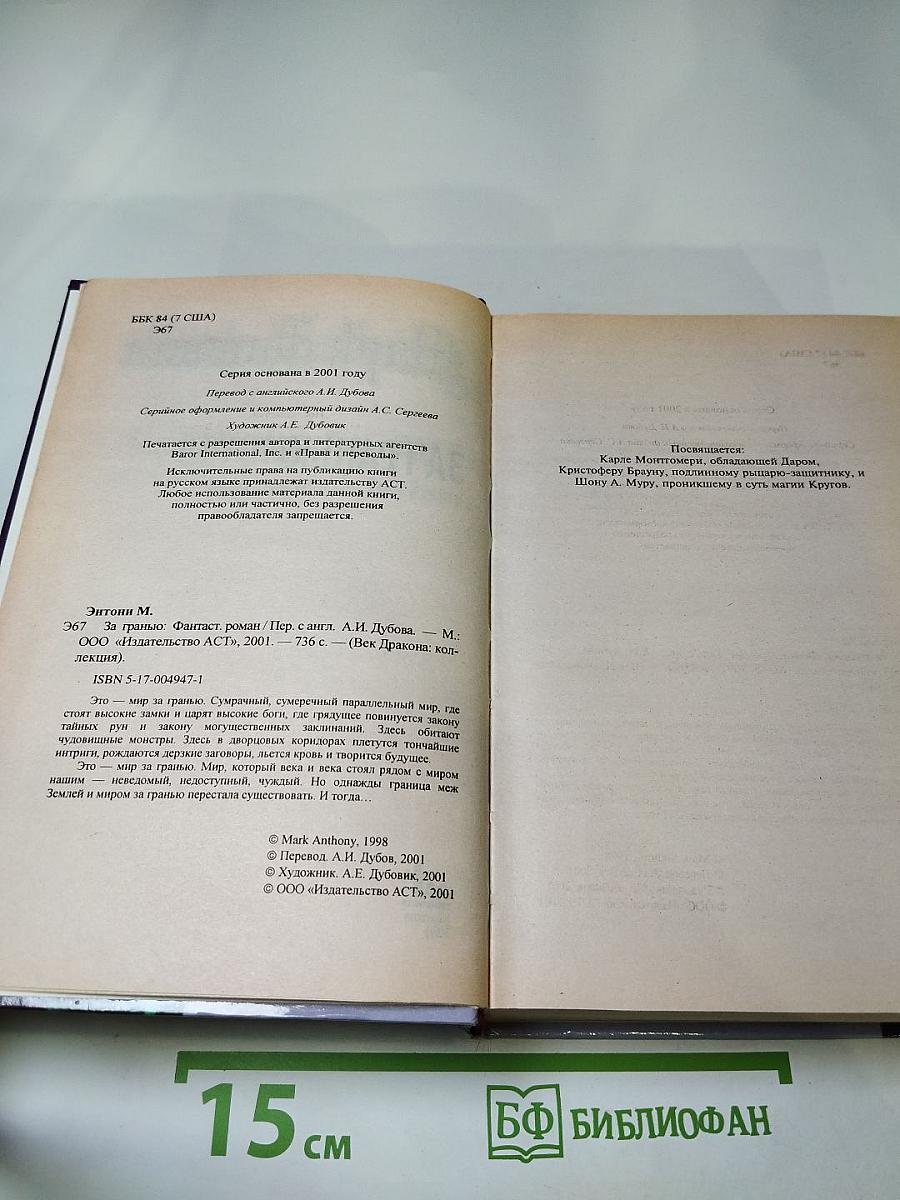 ББК 84 (7 США)
Э67
Серия основана в 2001 году
Перевод с английского А.И. Дубова
Серийное оформление и компьютерный дизайн А.С. Сергеева
Художник А.Е. Дубовик
Печатается с разрешения автора и литературных агентств
Baror International, Inc. и «Права и переводы».
Исключительные права на публикацию книги
на русском языке принадлежат издательству АСТ.
Любое использование материала данной книги,
полностью или частично, без разрешения
правообладателя запрещается.
Энтони М.
Э67 За гранью: Фантаст. роман / Пер. с англ. А.И. Дубова. — М.:
ООО «Издательство АСТ», 2001. — 736 с. — (Век Дракона: кол-
лекция).
ISBN 5-17-004947-1
Это — мир за гранью. Сумрачный, сумеречный параллельный мир, где
стоят высокие замки и царят высокие боги, где грядущее повинуется закону
тайных рун и закону могущественных заклинаний. Здесь обитают
чудовищные монстры. Здесь в дворцовых коридорах плетутся тончайшие
интриги, рождаются дерзкие заговоры, льется кровь и творится будущее.
Это — мир за гранью. Мир, который века и века стоял рядом с миром
нашим — неведомый, недоступный, чуждый. Но однажды граница меж
Землей и миром за гранью перестала существовать. И тогда...
© Mark Anthony, 1998
© Перевод. А.И. Дубов, 2001
© Художник. А.Е. Дубовик, 2001
© ООО «Издательство АСТ», 2001
Посвящается:
Карле Монтгомери, обладающей Даром,
Кристоферу Брауну, подлинному рыцарю-защитнику, и
Шону А. Муру, проникшему в суть магии Кругов.
15 см
БФ БИБЛИОФАН